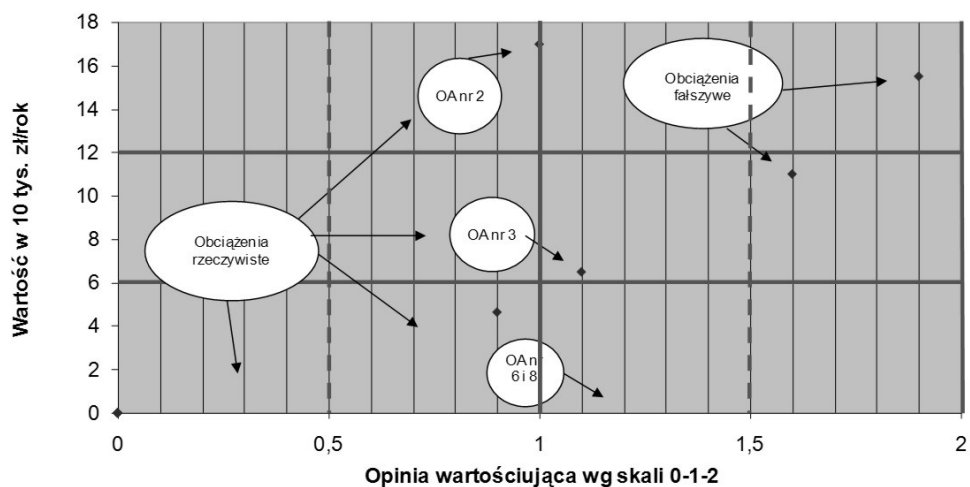 Wartość w 10 tys. zł/rok
18
16
14
12
10
8
6
4
2
0
OA nr 2
Obciążenia
fałszywe
Obciążenia
rzeczywiste
OA nr 3
OA nr
6 i 8
0
0,5
1
1,5
2
Opinia wartościująca wg skali 0-1-2